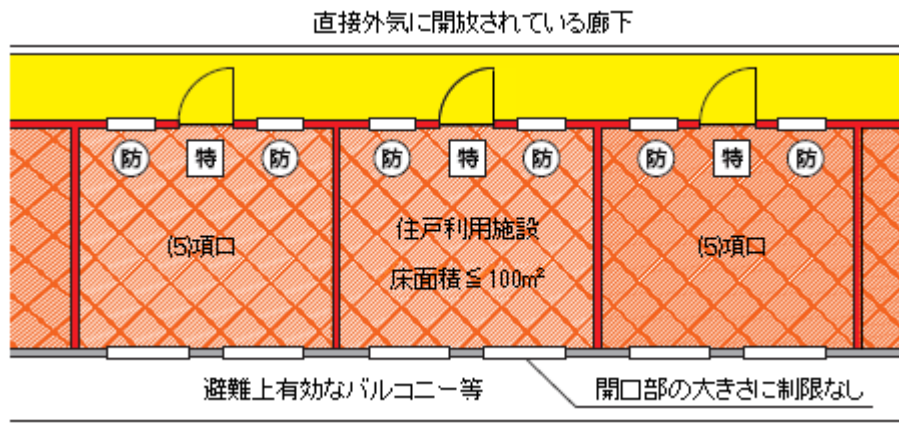 直接外気に開放されている廊下
防 特 防 防 特 防 防 特 防
(5)項ロ
住戸利用施設
床面積≦100㎡
(5)項ロ
避難上有効なバルコニー等
開口部の大きさに制限なし